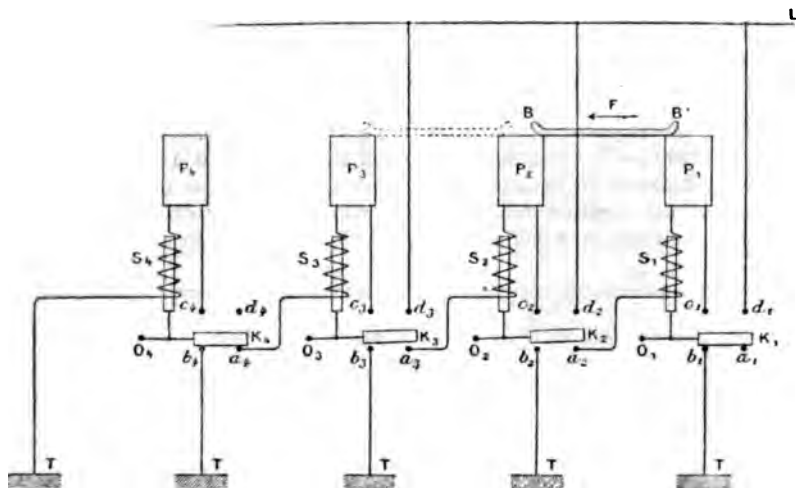 L
B F B'
P4 P3 P2 P1
S4 S3 S2 S1
c4 d4 c3 d3 c2 d2 c1 d1
O4 K4 O3 K3 O2 K2 O1 K1
b4 a4 b3 a3 b2 a2 b1 a1
T T T T T